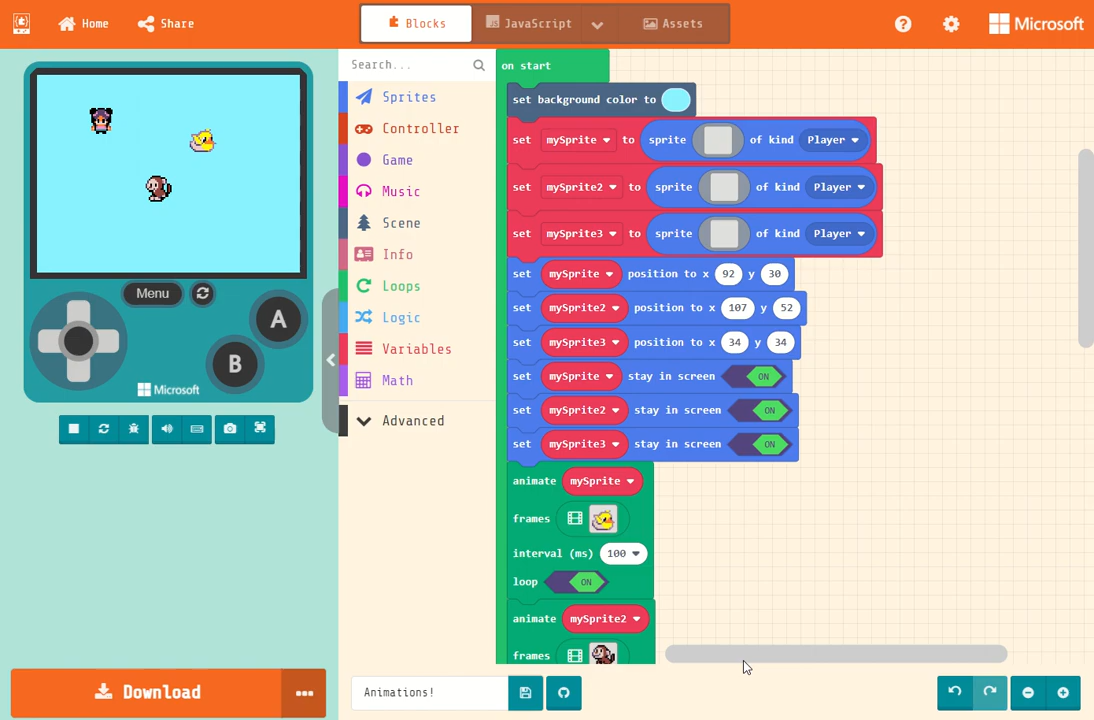 Home
Share
Blocks
JS JavaScript
Assets
Microsoft
Menu
A
B
Microsoft
Download
Search...
Sprites
Controller
Game
Music
Scene
Info
Loops
Logic
Variables
Math
Advanced
on start
set background color to
set mySprite to sprite of kind Player
set mySprite2 to sprite of kind Player
set mySprite3 to sprite of kind Player
set mySprite position to x 92 y 30
set mySprite2 position to x 107 y 52
set mySprite3 position to x 34 y 34
set mySprite stay in screen ON
set mySprite2 stay in screen ON
set mySprite3 stay in screen ON
animate mySprite
frames
interval (ms) 100
loop ON
animate mySprite2
frames
Animations!